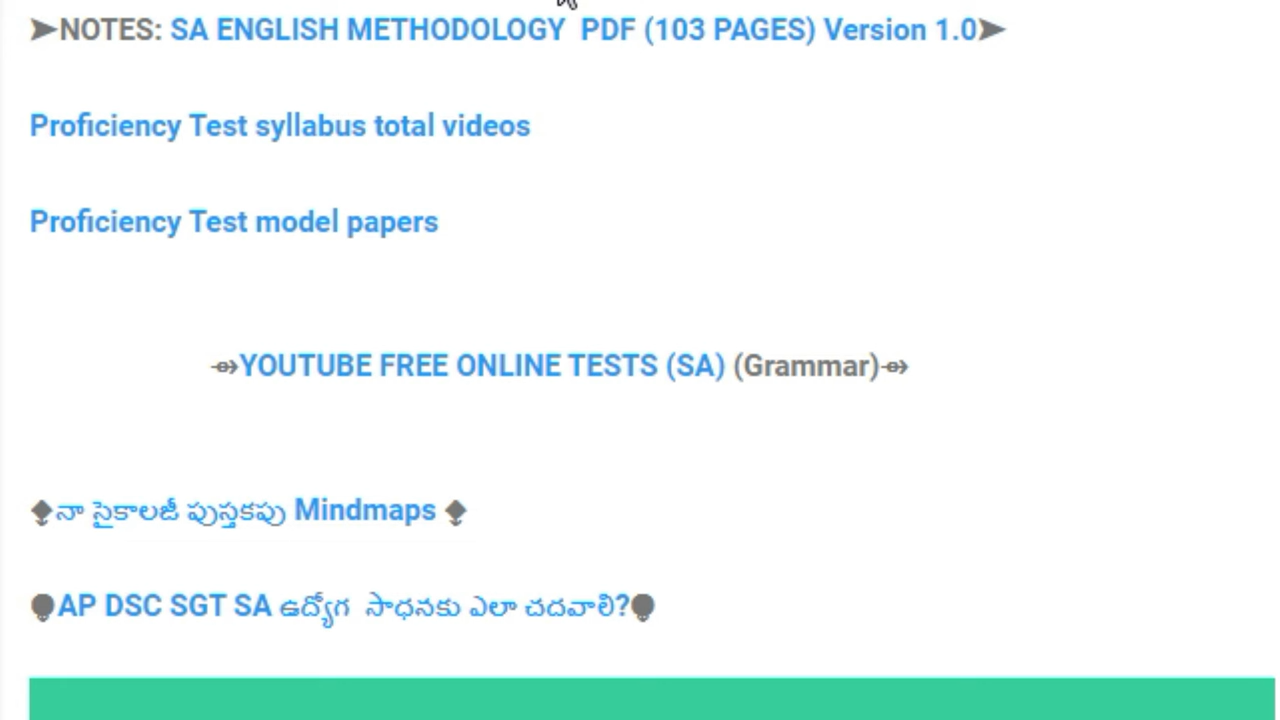 ➤NOTES: SA ENGLISH METHODOLOGY PDF (103 PAGES) Version 1.0➤
Proficiency Test syllabus total videos
Proficiency Test model papers
⤄YOUTUBE FREE ONLINE TESTS (SA) (Grammar)⤄
నా సైకాలజీ పుస్తకపు Mindmaps
AP DSC SGT SA ఉద్యోగ సాధనకు ఎలా చదవాలి?